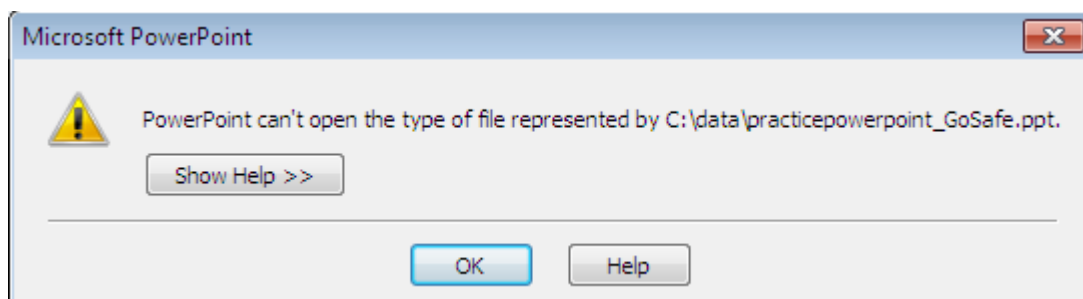 Microsoft PowerPoint
PowerPoint can't open the type of file represented by C:\data\practicepowerpoint_GoSafe.ppt.
Show Help >>
OK
Help